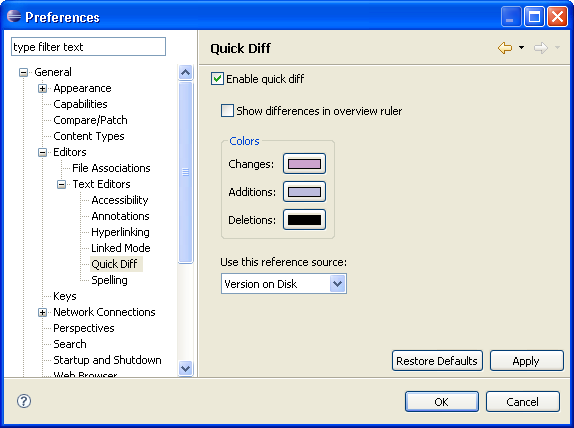 Preferences
type filter text
General
Appearance
Capabilities
Compare/Patch
Content Types
Editors
File Associations
Text Editors
Accessibility
Annotations
Hyperlinking
Linked Mode
Quick Diff
Spelling
Keys
Network Connections
Perspectives
Search
Startup and Shutdown
Web Browser
Quick Diff
Enable quick diff
Show differences in overview ruler
Colors
Changes:
Additions:
Deletions:
Use this reference source:
Version on Disk
Restore Defaults Apply
? OK Cancel